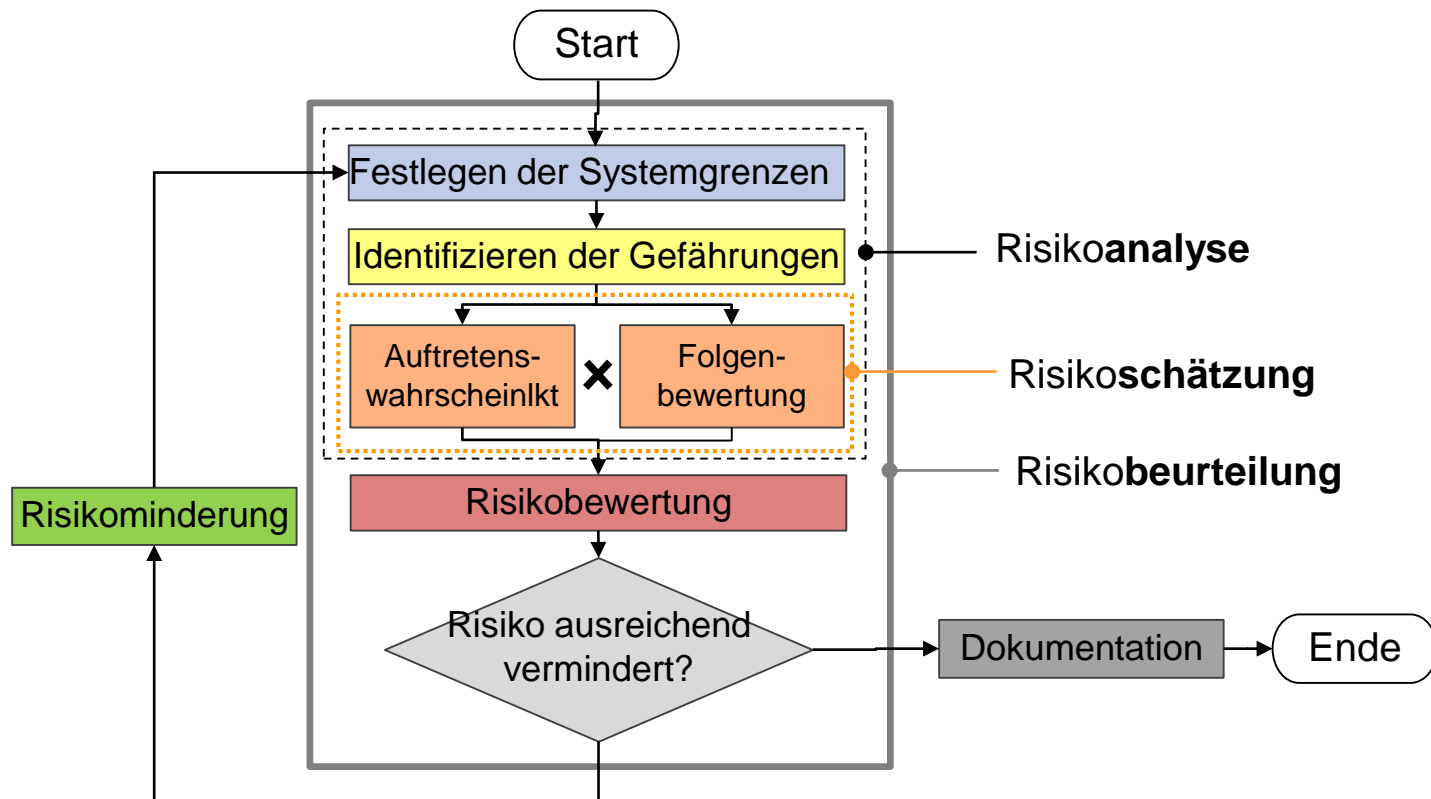 Start
Festlegen der Systemgrenzen
Identifizieren der Gefährungen
Risikoanalyse
Auftretens-
wahrscheinlkt
×
Folgen-
bewertung
Risikoschätzung
Risikobeurteilung
Risikobewertung
Risikominderung
Risiko ausreichend
vermindert?
Dokumentation
Ende